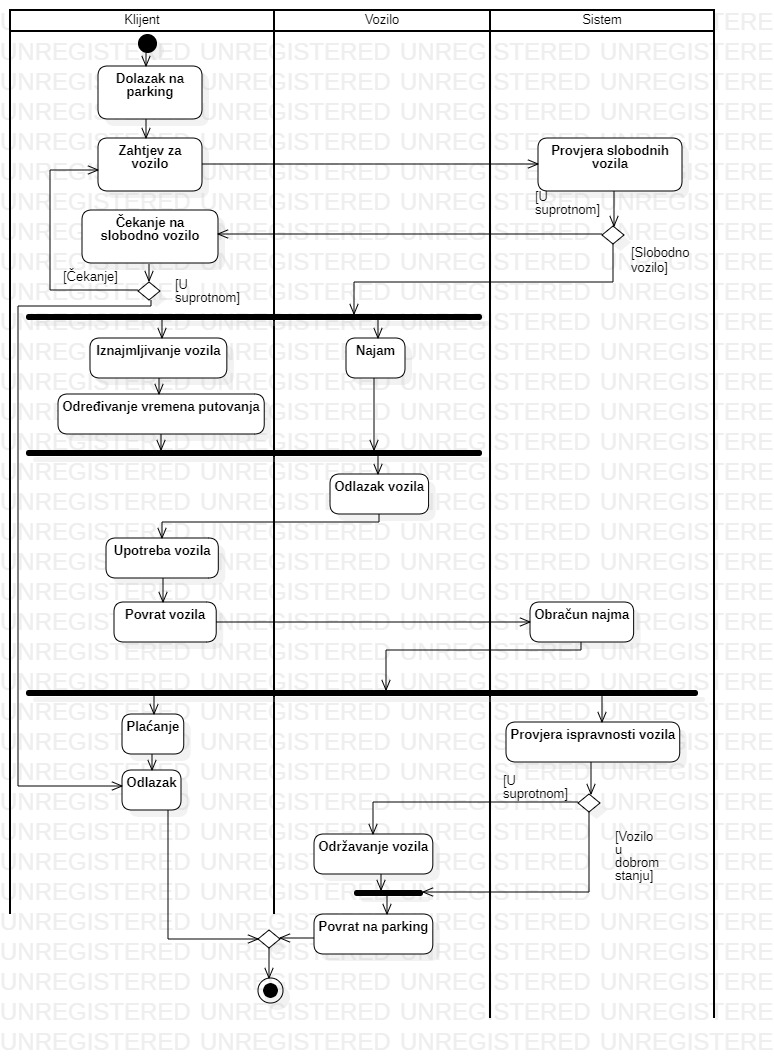 Klijent
Vozilo
Sistem
Dolazak na
parking
Zahtjev za
vozilo
Provjera slobodnih
vozila
[U
suprotnom]
Čekanje na
slobodno vozilo
[Slobodno
vozilo]
[Čekanje]
[U
suprotnom]
Iznajmljivanje vozila
Najam
Određivanje vremena putovanja
Odlazak vozila
Upotreba vozila
Povrat vozila
Obračun najma
Plaćanje
Provjera ispravnosti vozila
Odlazak
[U
suprotnom]
Održavanje vozila
[Vozilo
u
dobrom
stanju]
Povrat na parking
UNREGISTERED